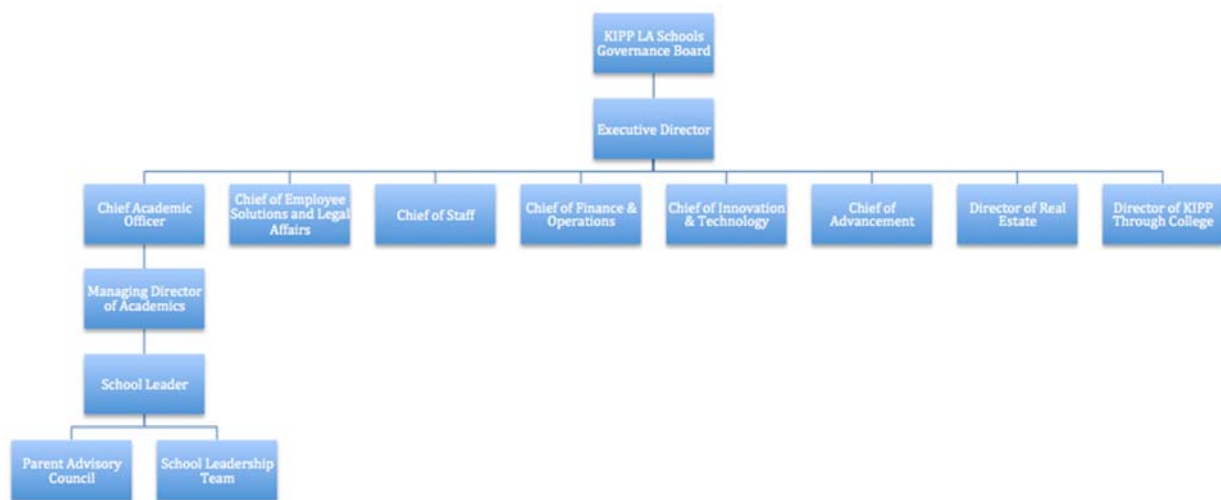 KIPP LA Schools
Governance Board
Executive Director
Chief Academic
Officer
Chief of Employee
Solutions and Legal
Affairs
Chief of Staff
Chief of Finance &
Operations
Chief of Innovation
& Technology
Chief of
Advancement
Director of Real
Estate
Director of KIPP
Through College
Managing Director
of Academics
School Leader
Parent Advisory
Council
School Leadership
Team